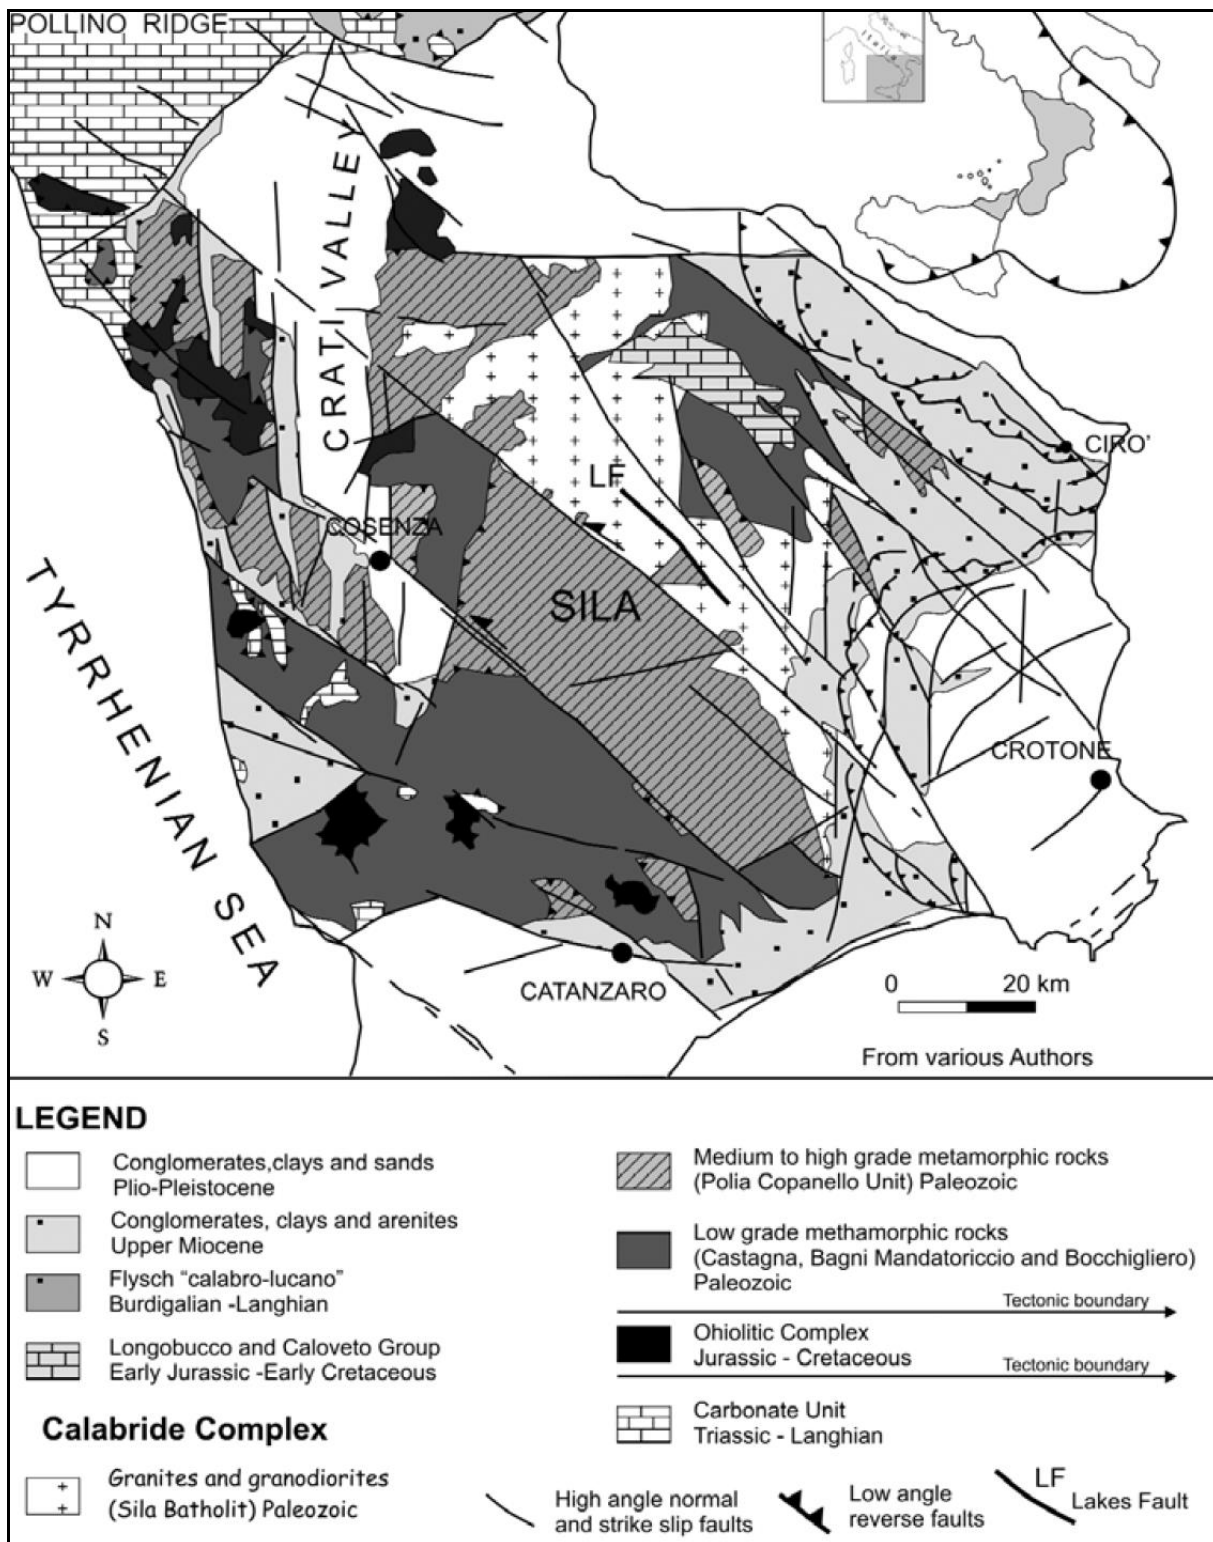 POLLINO RIDGE
Italia
CRATI VALLEY
CIRO'
LF
COSENZA
SILA
TYRRHENIAN SEA
CROTONE
N
W E
S
CATANZARO
0 20 km
From various Authors
LEGEND
Conglomerates,clays and sands
Plio-Pleistocene
Conglomerates, clays and arenites
Upper Miocene
Flysch “calabro-lucano”
Burdigalian -Langhian
Longobucco and Caloveto Group
Early Jurassic -Early Cretaceous
Calabride Complex
Granites and granodiorites
(Sila Batholit) Paleozoic
Medium to high grade metamorphic rocks
(Polia Copanello Unit) Paleozoic
Low grade methamorphic rocks
(Castagna, Bagni Mandatoriccio and Bocchigliero)
Paleozoic
Tectonic boundary
Ohiolitic Complex
Jurassic - Cretaceous
Tectonic boundary
Carbonate Unit
Triassic - Langhian
High angle normal
and strike slip faults
Low angle
reverse faults
LF
Lakes Fault